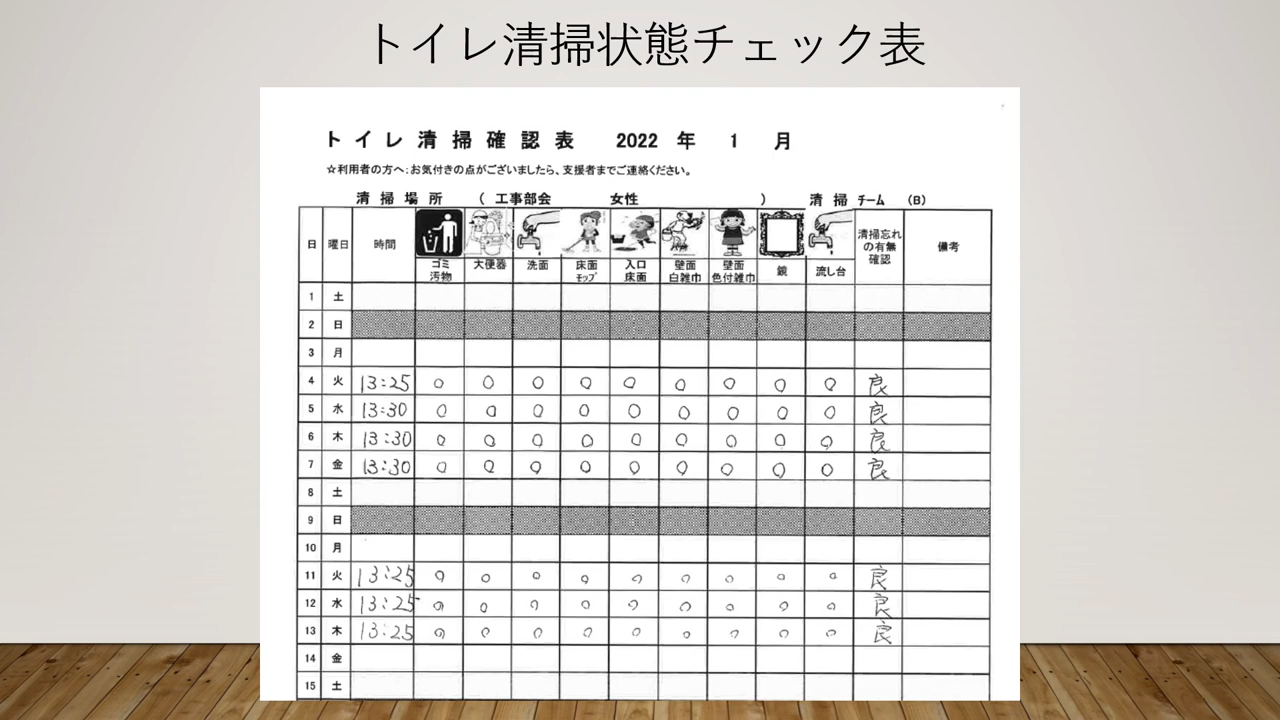 トイレ清掃状態チェック表
トイレ清掃確認表 2022 年 1 月
☆利用者の方へ:お気付きの点がございましたら、支援者までご連絡ください。
清掃場所 ( 工事部会 女性 ) 清掃 チーム (B)
日 曜日 時間 ゴミ 汚物 大便器 洗面 床面 モップ 入口 床面 壁面 白雑巾 壁面 色付雑巾 鏡 流し台 清掃忘れの有無確認 備考
1 土
2 日
3 月
4 火 13:25 ○ ○ ○ ○ ○ ○ ○ ○ ○ 良
5 水 13:30 ○ ○ ○ ○ ○ ○ ○ ○ ○ 良
6 木 13:30 ○ ○ ○ ○ ○ ○ ○ ○ ○ 良
7 金 13:30 ○ ○ ○ ○ ○ ○ ○ ○ ○ 良
8 土
9 日
10 月
11 火 13:25 ○ ○ ○ ○ ○ ○ ○ ○ ○ 良
12 水 13:25 ○ ○ ○ ○ ○ ○ ○ ○ ○ 良
13 木 13:25 ○ ○ ○ ○ ○ ○ ○ ○ ○ 良
14 金
15 土